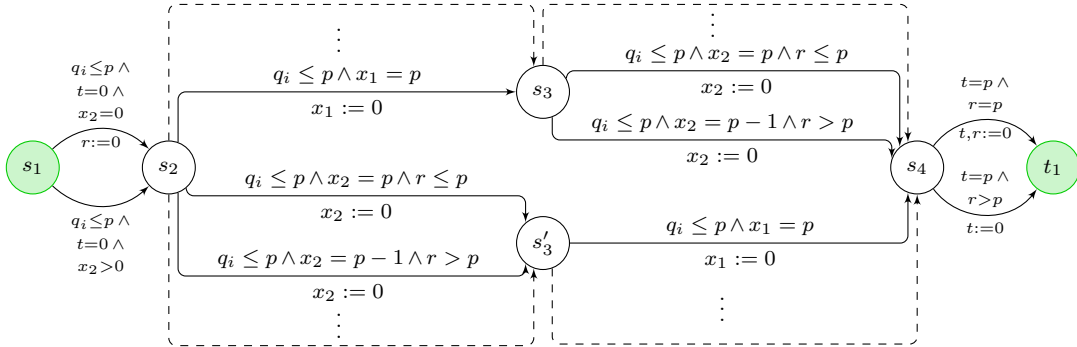 q_i ≤ p ∧
t=0 ∧
x_2=0
r:=0
s_1
q_i ≤ p ∧
t=0 ∧
x_2>0
s_2
⋮
q_i ≤ p ∧ x_1 = p
x_1 := 0
q_i ≤ p ∧ x_2 = p ∧ r ≤ p
x_2 := 0
q_i ≤ p ∧ x_2 = p − 1 ∧ r > p
x_2 := 0
⋮
s_3
s_3′
⋮
q_i ≤ p ∧ x_2 = p ∧ r ≤ p
x_2 := 0
q_i ≤ p ∧ x_2 = p − 1 ∧ r > p
x_2 := 0
q_i ≤ p ∧ x_1 = p
x_1 := 0
⋮
s_4
t=p ∧
r=p
t,r:=0
t=p ∧
r>p
t:=0
t_1